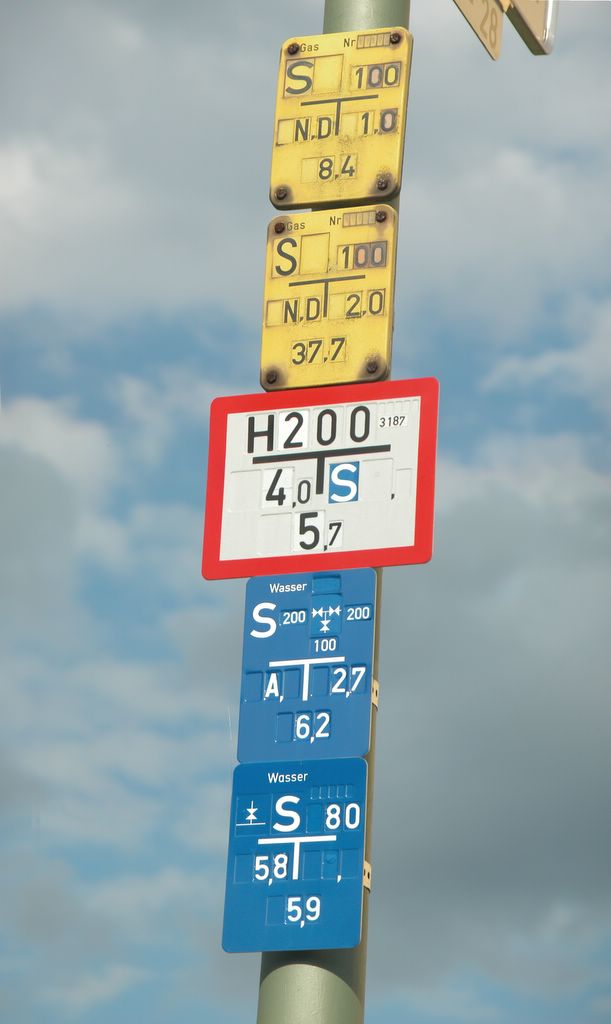 28
Gas Nr
S 100
N,D 1,0
8,4
Gas Nr
S 100
N,D 2,0
37,7
H200 3187
4,0 S ,
5,7
Wasser
S 200 200
100
A, 2,7
6,2
Wasser
S 80
5,8 ,
5,9